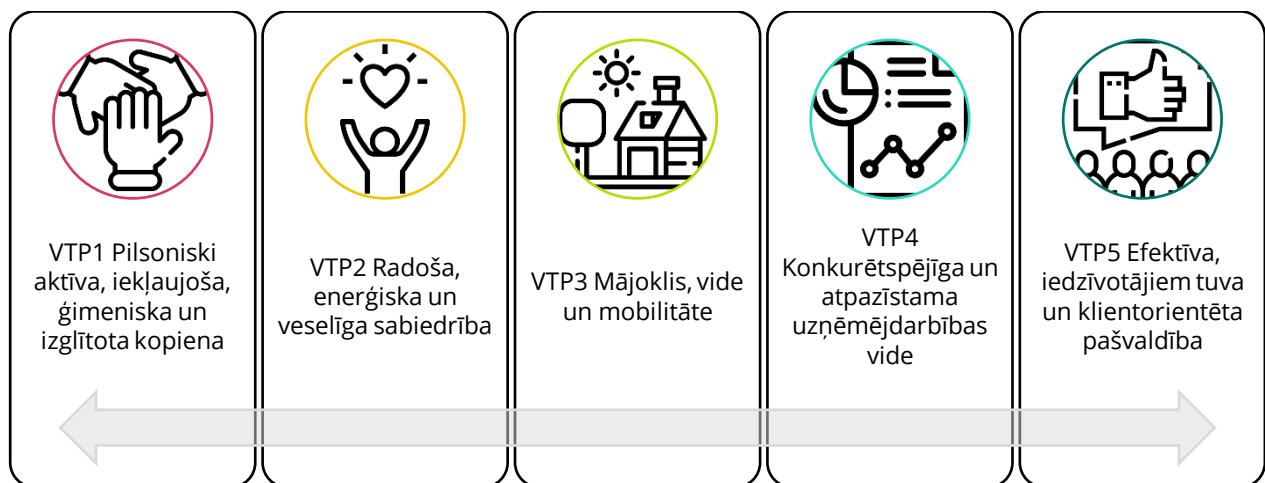 VTP1 Pilsoniski
aktīva, iekļaujoša,
ģimeniska un
izglītota kopiena
VTP2 Radoša,
enerģiska un
veselīga sabiedrība
VTP3 Mājoklis, vide
un mobilitāte
VTP4
Konkurētspējīga un
atpazīstama
uzņēmējdarbības
vide
VTP5 Efektīva,
iedzīvotājiem tuva
un klientorientēta
pašvaldība